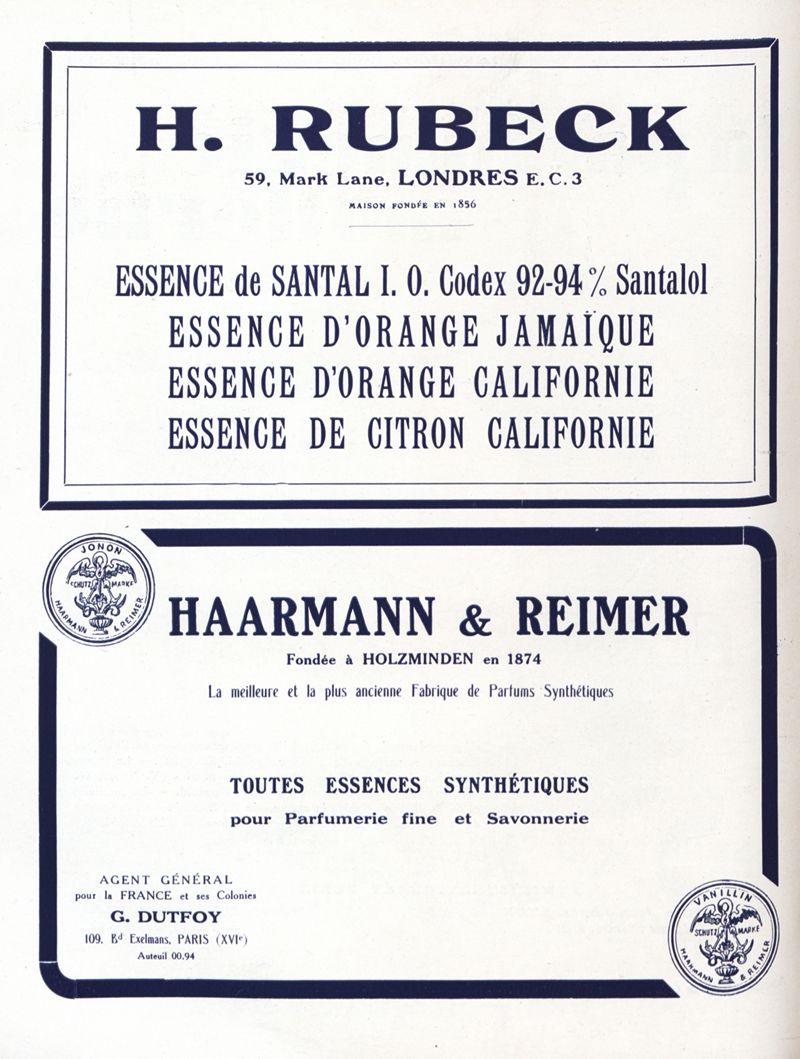 H. RUBECK
59, Mark Lane, LONDRES E. C. 3
MAISON FONDÉE EN 1856
ESSENCE de SANTAL I. O. Codex 92-94 % Santalol
ESSENCE D'ORANGE JAMAÏQUE
ESSENCE D'ORANGE CALIFORNIE
ESSENCE DE CITRON CALIFORNIE
JONON
SCHUTZ MARKE
HAARMANN & REIMER
HAARMANN & REIMER
Fondée à HOLZMINDEN en 1874
La meilleure et la plus ancienne Fabrique de Parfums Synthétiques
TOUTES ESSENCES SYNTHÉTIQUES
pour Parfumerie fine et Savonnerie
AGENT GÉNÉRAL
pour la FRANCE et ses Colonies
G. DUTFOY
109, Bd Exelmans, PARIS (XVIe)
Auteuil 00.94
VANILLIN
SCHUTZ MARKE
HAARMANN & REIMER